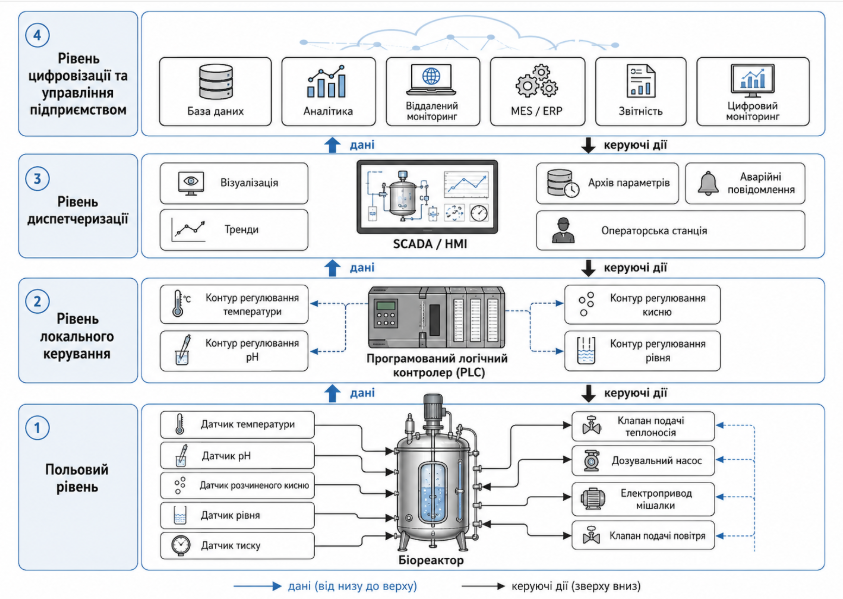 4
Рівень
цифровізації та
управління
підприємством
База даних
Аналітика
Віддалений
моніторинг
MES / ERP
Звітність
Цифровий
моніторинг
дані
керуючі дії
3
Рівень
диспетчеризації
Візуалізація
Тренди
SCADA / HMI
Архів параметрів
Аварійні
повідомлення
Операторська станція
дані
керуючі дії
2
Рівень
локального
керування
°C
Контур регулювання
температури
Контур регулювання
pH
Програмований логічний
контролер (PLC)
Контур регулювання
кисню
Контур регулювання
рівня
дані
керуючі дії
1
Польовий
рівень
Датчик температури
Датчик pH
Датчик розчиненого кисню
Датчик рівня
Датчик тиску
Біореактор
Клапан подачі
теплоносія
Дозувальний насос
Електропривод
мішалки
Клапан подачі повітря
дані (від низу до верху)
керуючі дії (зверху вниз)